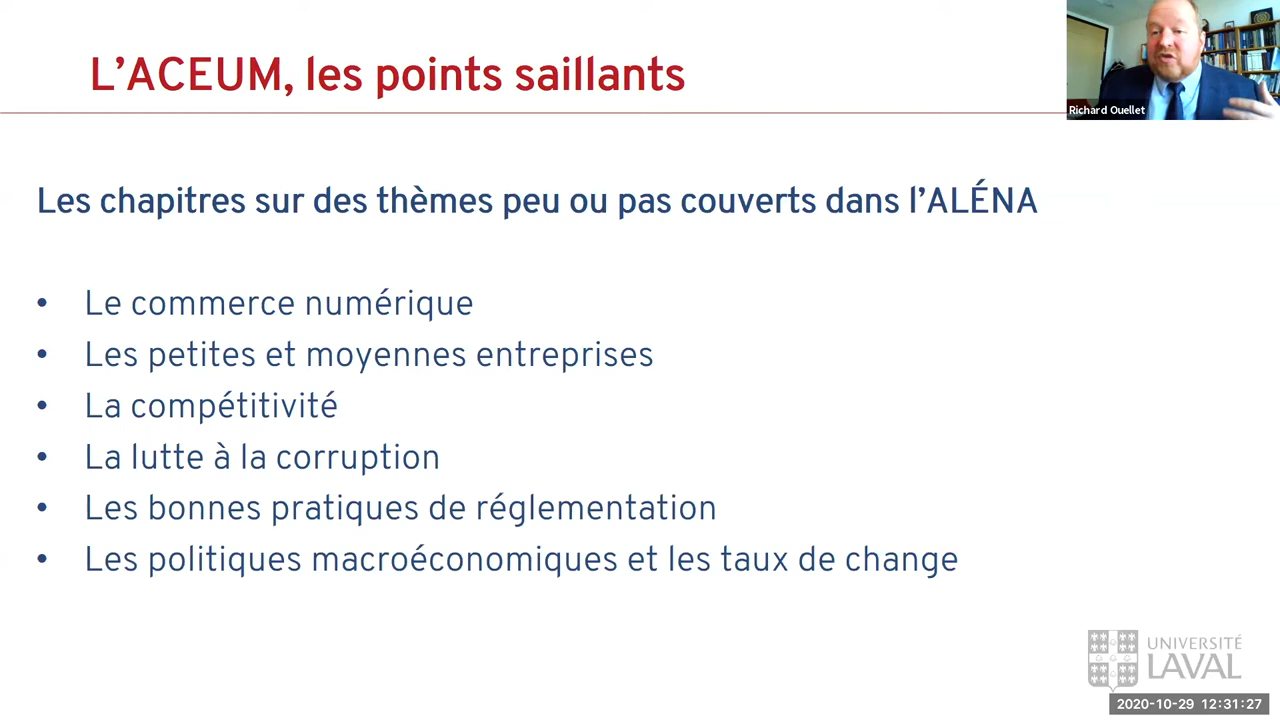 L'ACEUM, les points saillants
Richard Ouellet
Les chapitres sur des thèmes peu ou pas couverts dans l'ALÉNA
• Le commerce numérique
• Les petites et moyennes entreprises
• La compétitivité
• La lutte à la corruption
• Les bonnes pratiques de réglementation
• Les politiques macroéconomiques et les taux de change
UNIVERSITÉ
LAVAL
2020-10-29 12:31:27